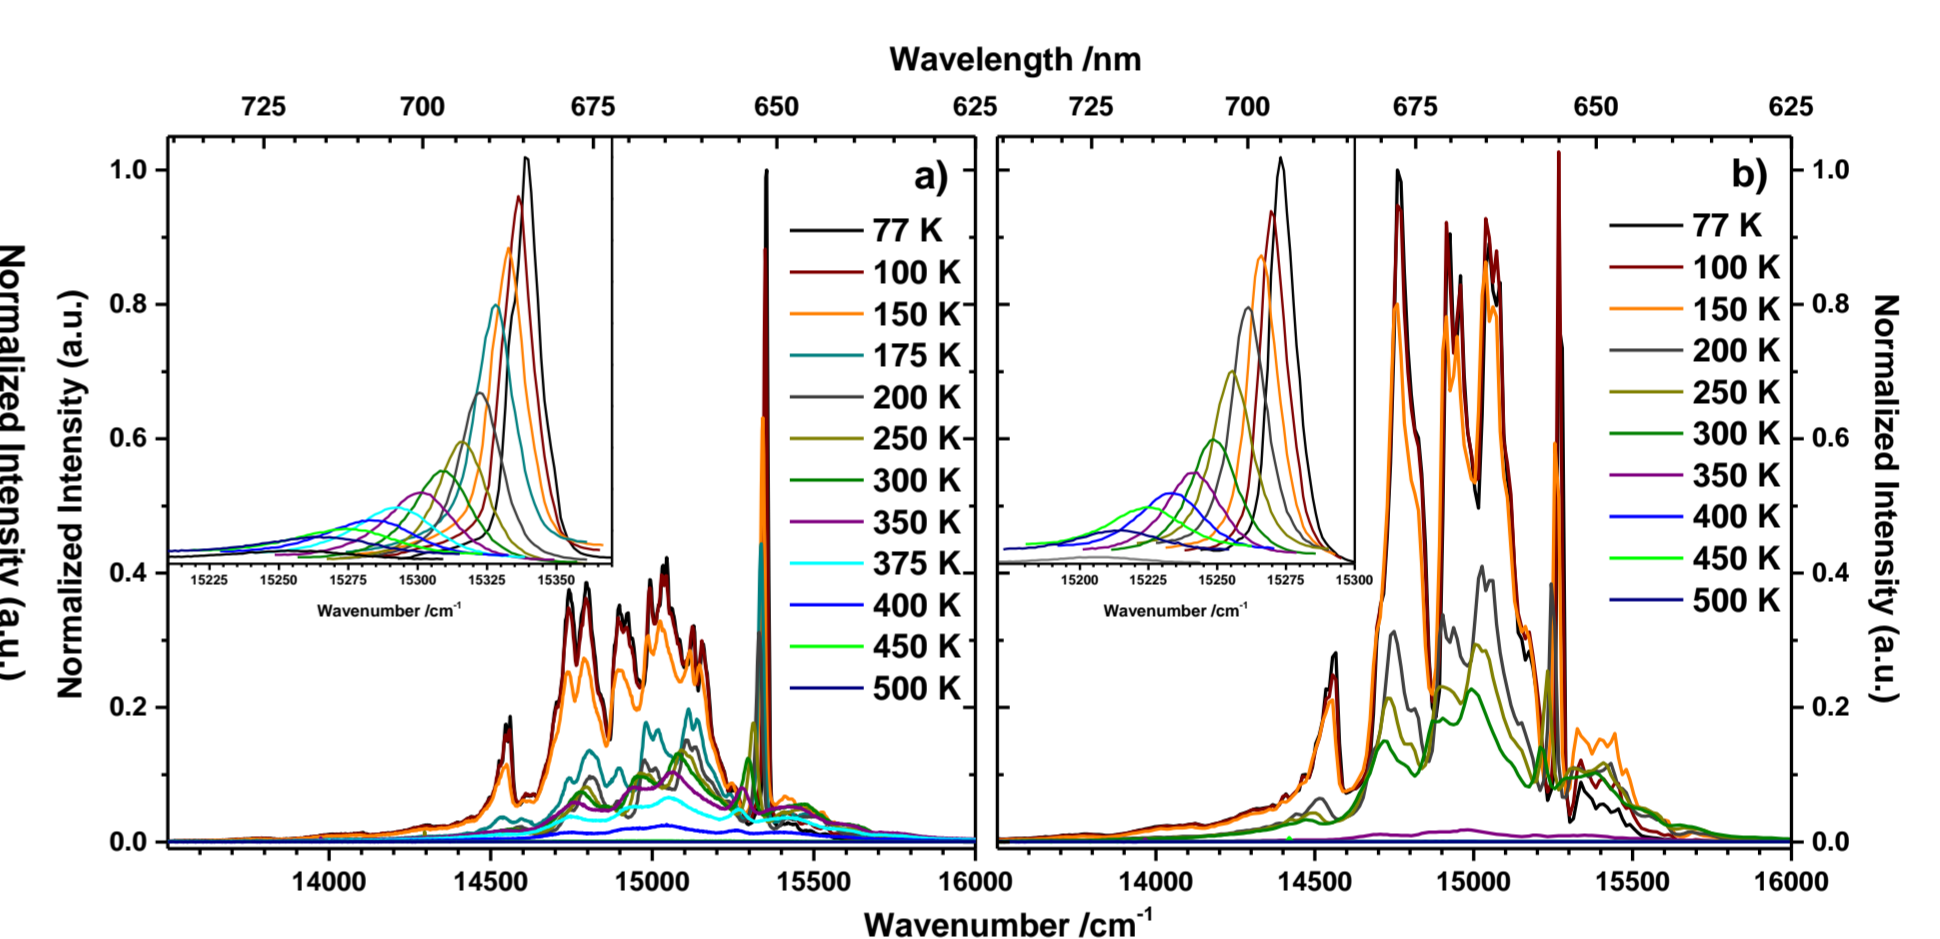 Wavelength /nm
725 700 675 650 625 725 700 675 650 625
Normalized Intensity (a.u.)
Normalized Intensity (a.u.)
1.0
0.8
0.6
0.4
0.2
0.0
a)
77 K
100 K
150 K
175 K
200 K
250 K
300 K
350 K
375 K
400 K
450 K
500 K
15225 15250 15275 15300 15325 15350
Wavenumber /cm-1
14000 14500 15000 15500 16000
b)
77 K
100 K
150 K
200 K
250 K
300 K
350 K
400 K
450 K
500 K
15200 15225 15250 15275 15300
Wavenumber /cm-1
14000 14500 15000 15500 16000
1.0
0.8
0.6
0.4
0.2
0.0
Normalized Intensity (a.u.)
Wavenumber /cm-1